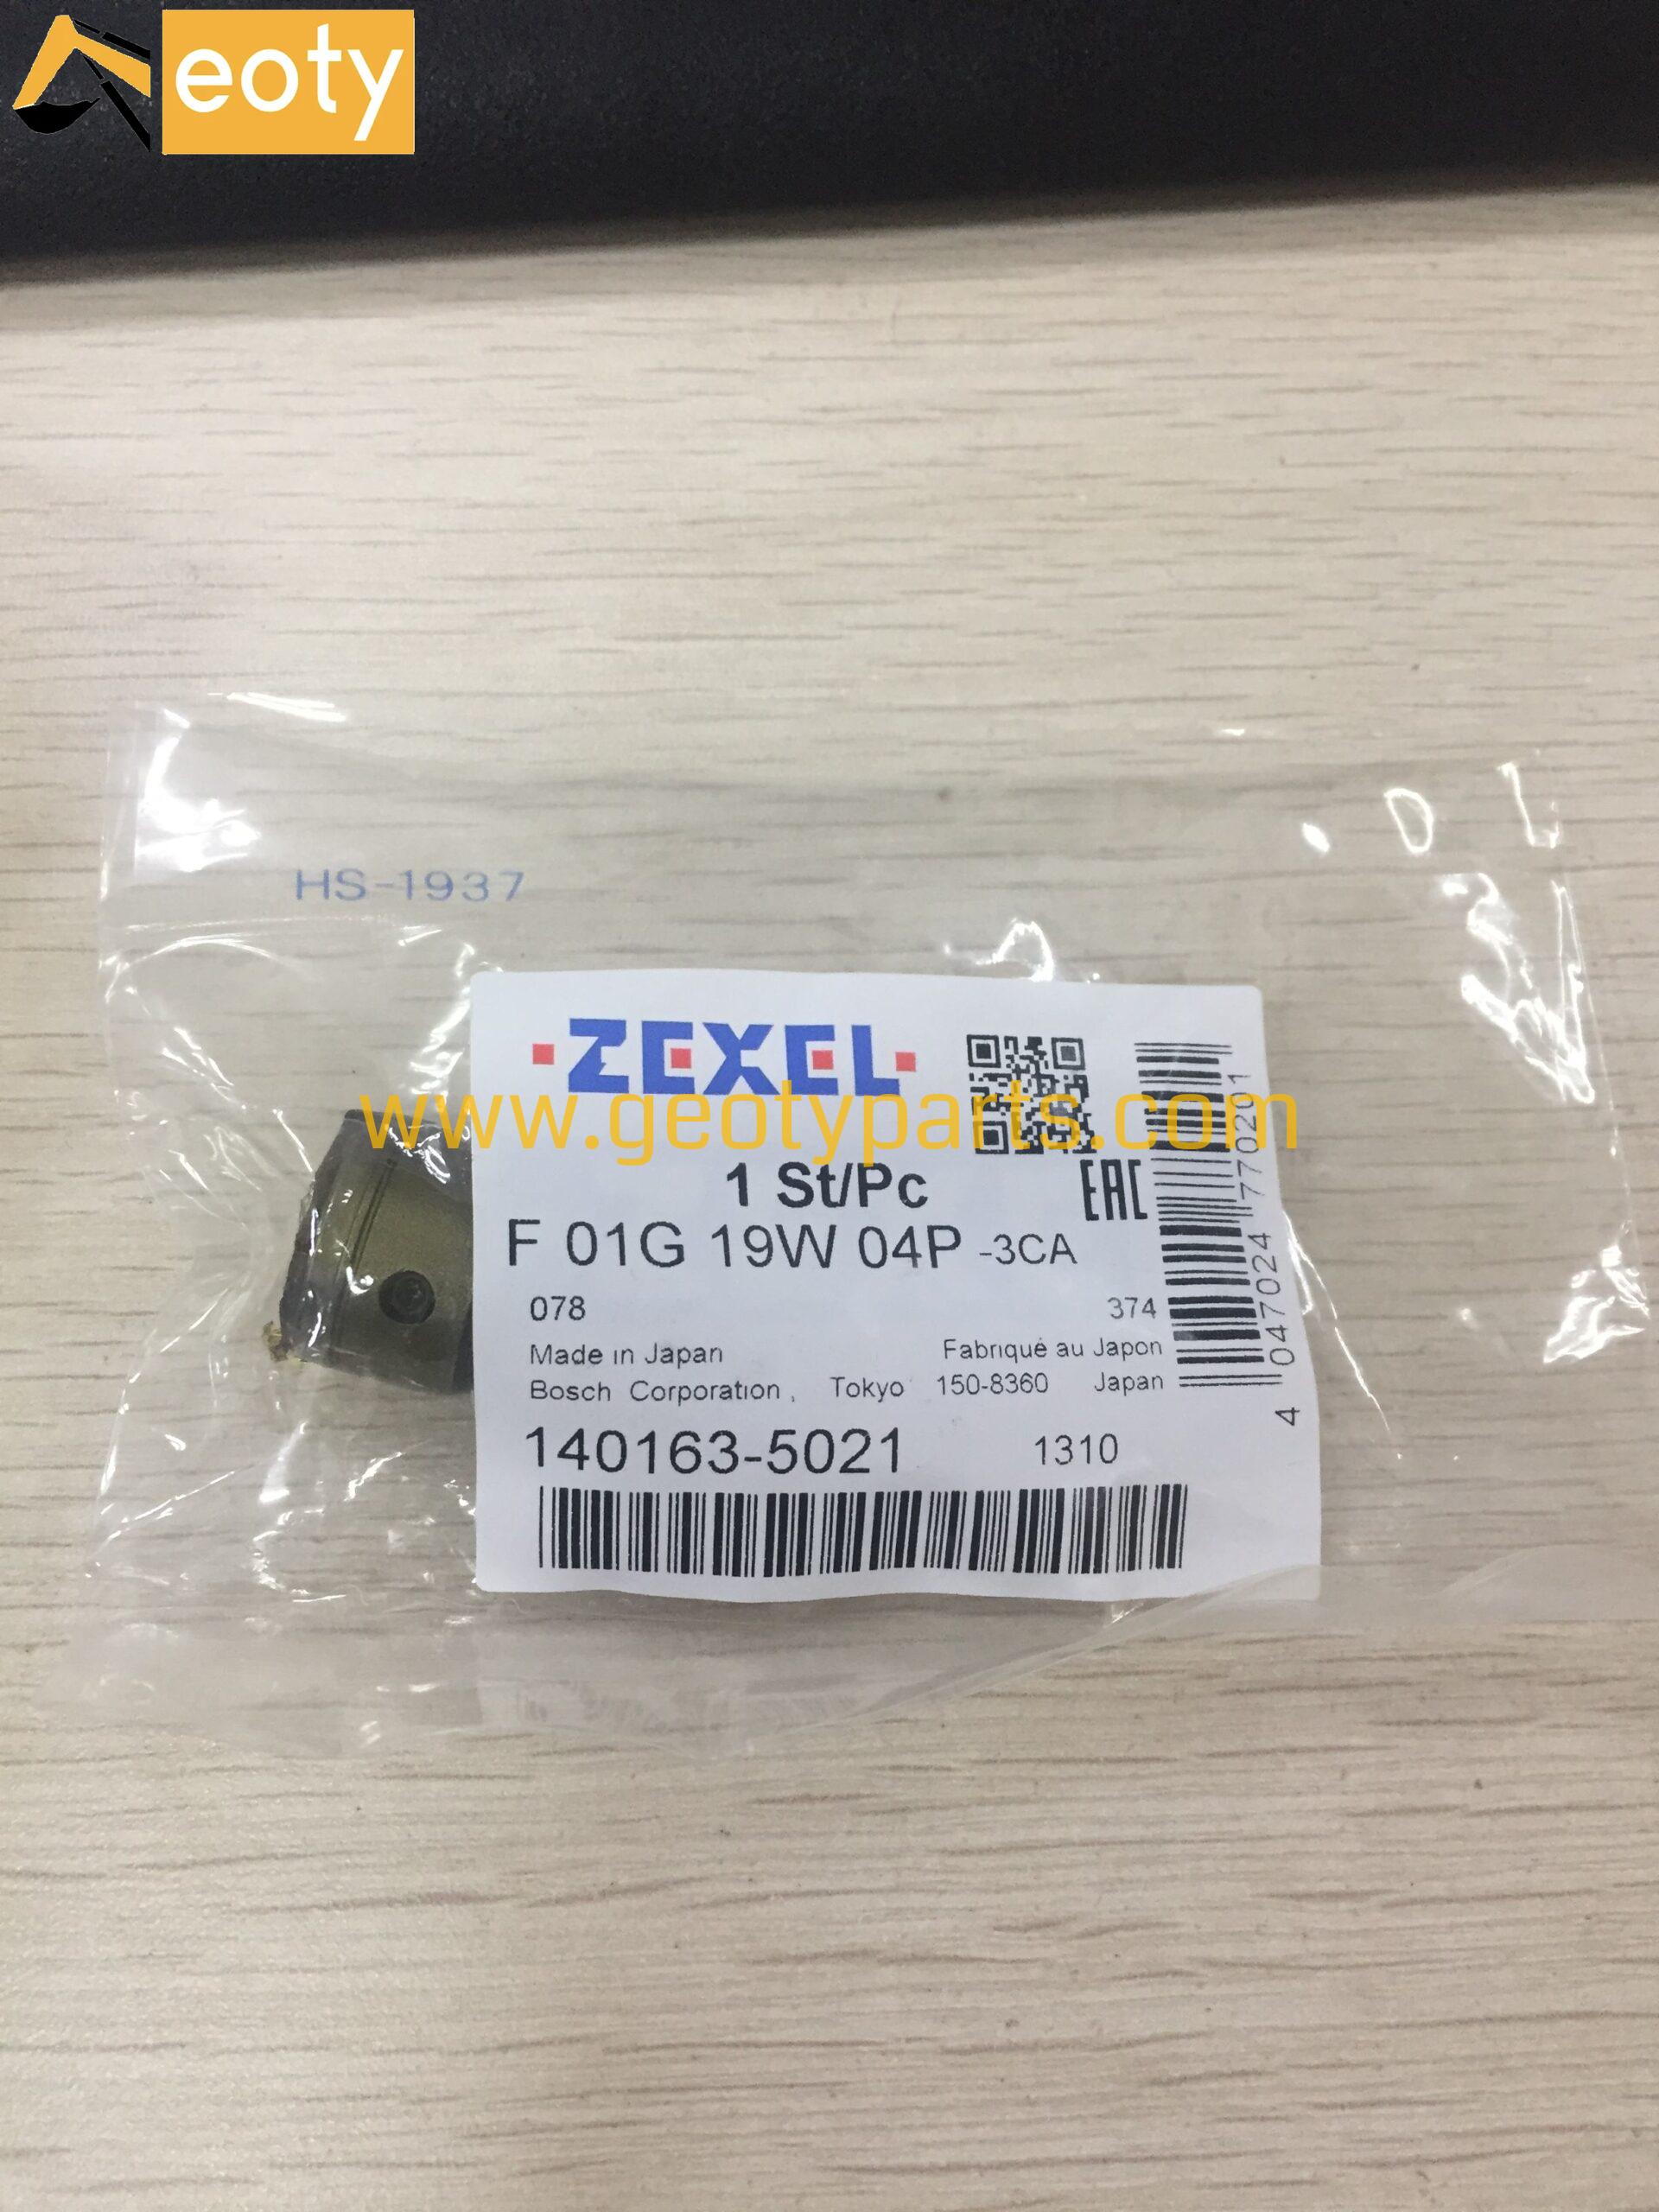 eoty
HS-1937
ZEXEL
www.geotyparts.com
1 St/Pc
EAC
F 01G 19W 04P -3CA
078 374
Made in Japan Fabriqué au Japon
Bosch Corporation, Tokyo 150-8360 Japan
140163-5021 1310
4 047024 770201